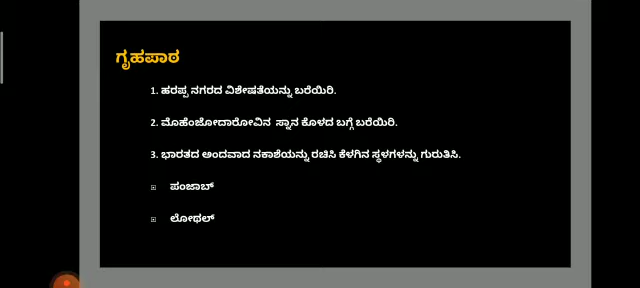 ಗೃಹಪಾಠ
1. ಹರಪ್ಪ ನಗರದ ವಿಶೇಷತೆಯನ್ನು ಬರೆಯಿರಿ.
2. ಮೊಹೆಂಜೋದಾರೋವಿನ ಸ್ನಾನ ಕೊಳದ ಬಗ್ಗೆ ಬರೆಯಿರಿ.
3. ಭಾರತದ ಅಂದವಾದ ನಕಾಶೆಯನ್ನು ರಚಿಸಿ ಕೆಳಗಿನ ಸ್ಥಳಗಳನ್ನು ಗುರುತಿಸಿ.
ಪಂಜಾಬ್
ಲೋಥಲ್